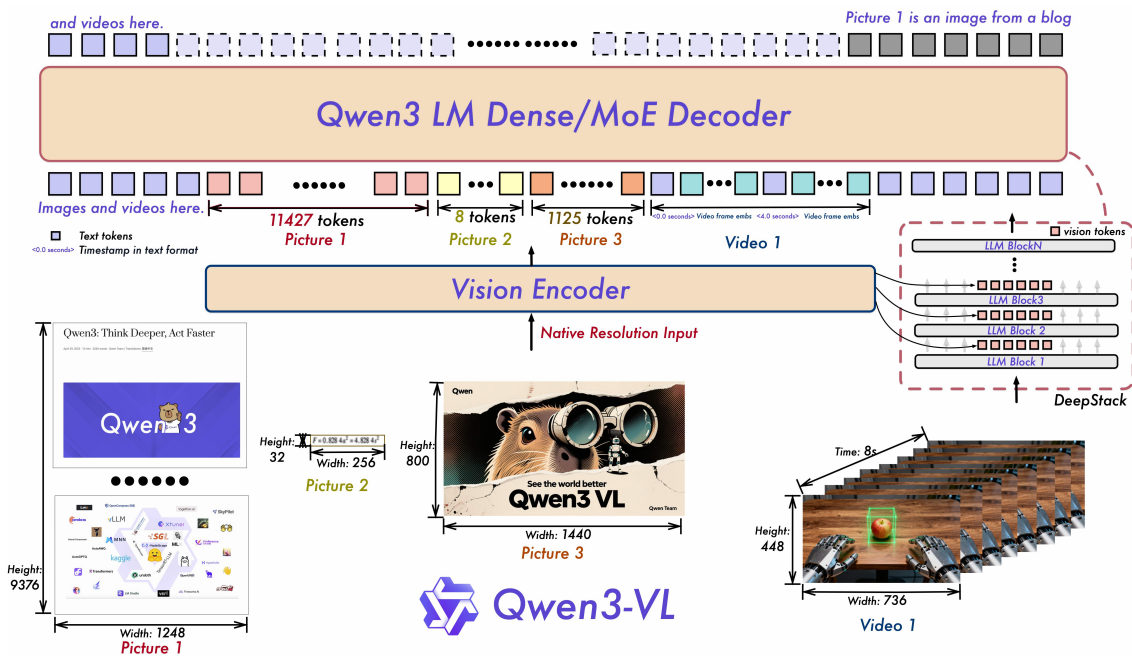 and videos here.
Picture 1 is an image from a blog
Qwen3 LM Dense/MoE Decoder
Images and videos here.
11427 tokens
Picture 1
8 tokens
Picture 2
1125 tokens
Picture 3
<0.0 seconds> Video frame embs <4.0 seconds> Video frame embs
Video 1
Text tokens
<0.0 seconds> Timestamp in text format
Vision Encoder
Native Resolution Input
vision tokens
LLM BlockN
LLM Block3
LLM Block 2
LLM Block 1
DeepStack
Qwen3: Think Deeper, Act Faster
Qwen3
Height:
9376
vLLM
SkyPilot
MNN
SGL
ML
kaggle
Width: 1248
Picture 1
Height:
32
Width: 256
Picture 2
Height:
800
Qwen
See the world better
Qwen3 VL
Qwen Team
Width: 1440
Picture 3
Time: 8s
Height:
448
Width: 736
Video 1
Qwen3-VL